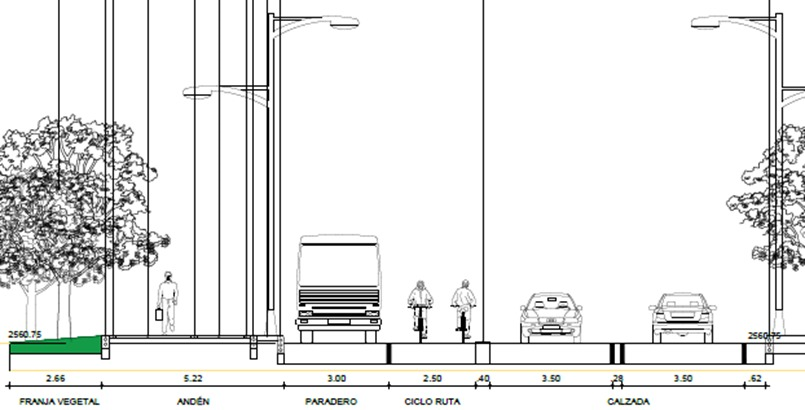 2560.75 2560.75
2.66 5.22 3.00 2.50 .40 3.50 .28 3.50 .62
FRANJA VEGETAL ANDÉN PARADERO CICLO RUTA CALZADA